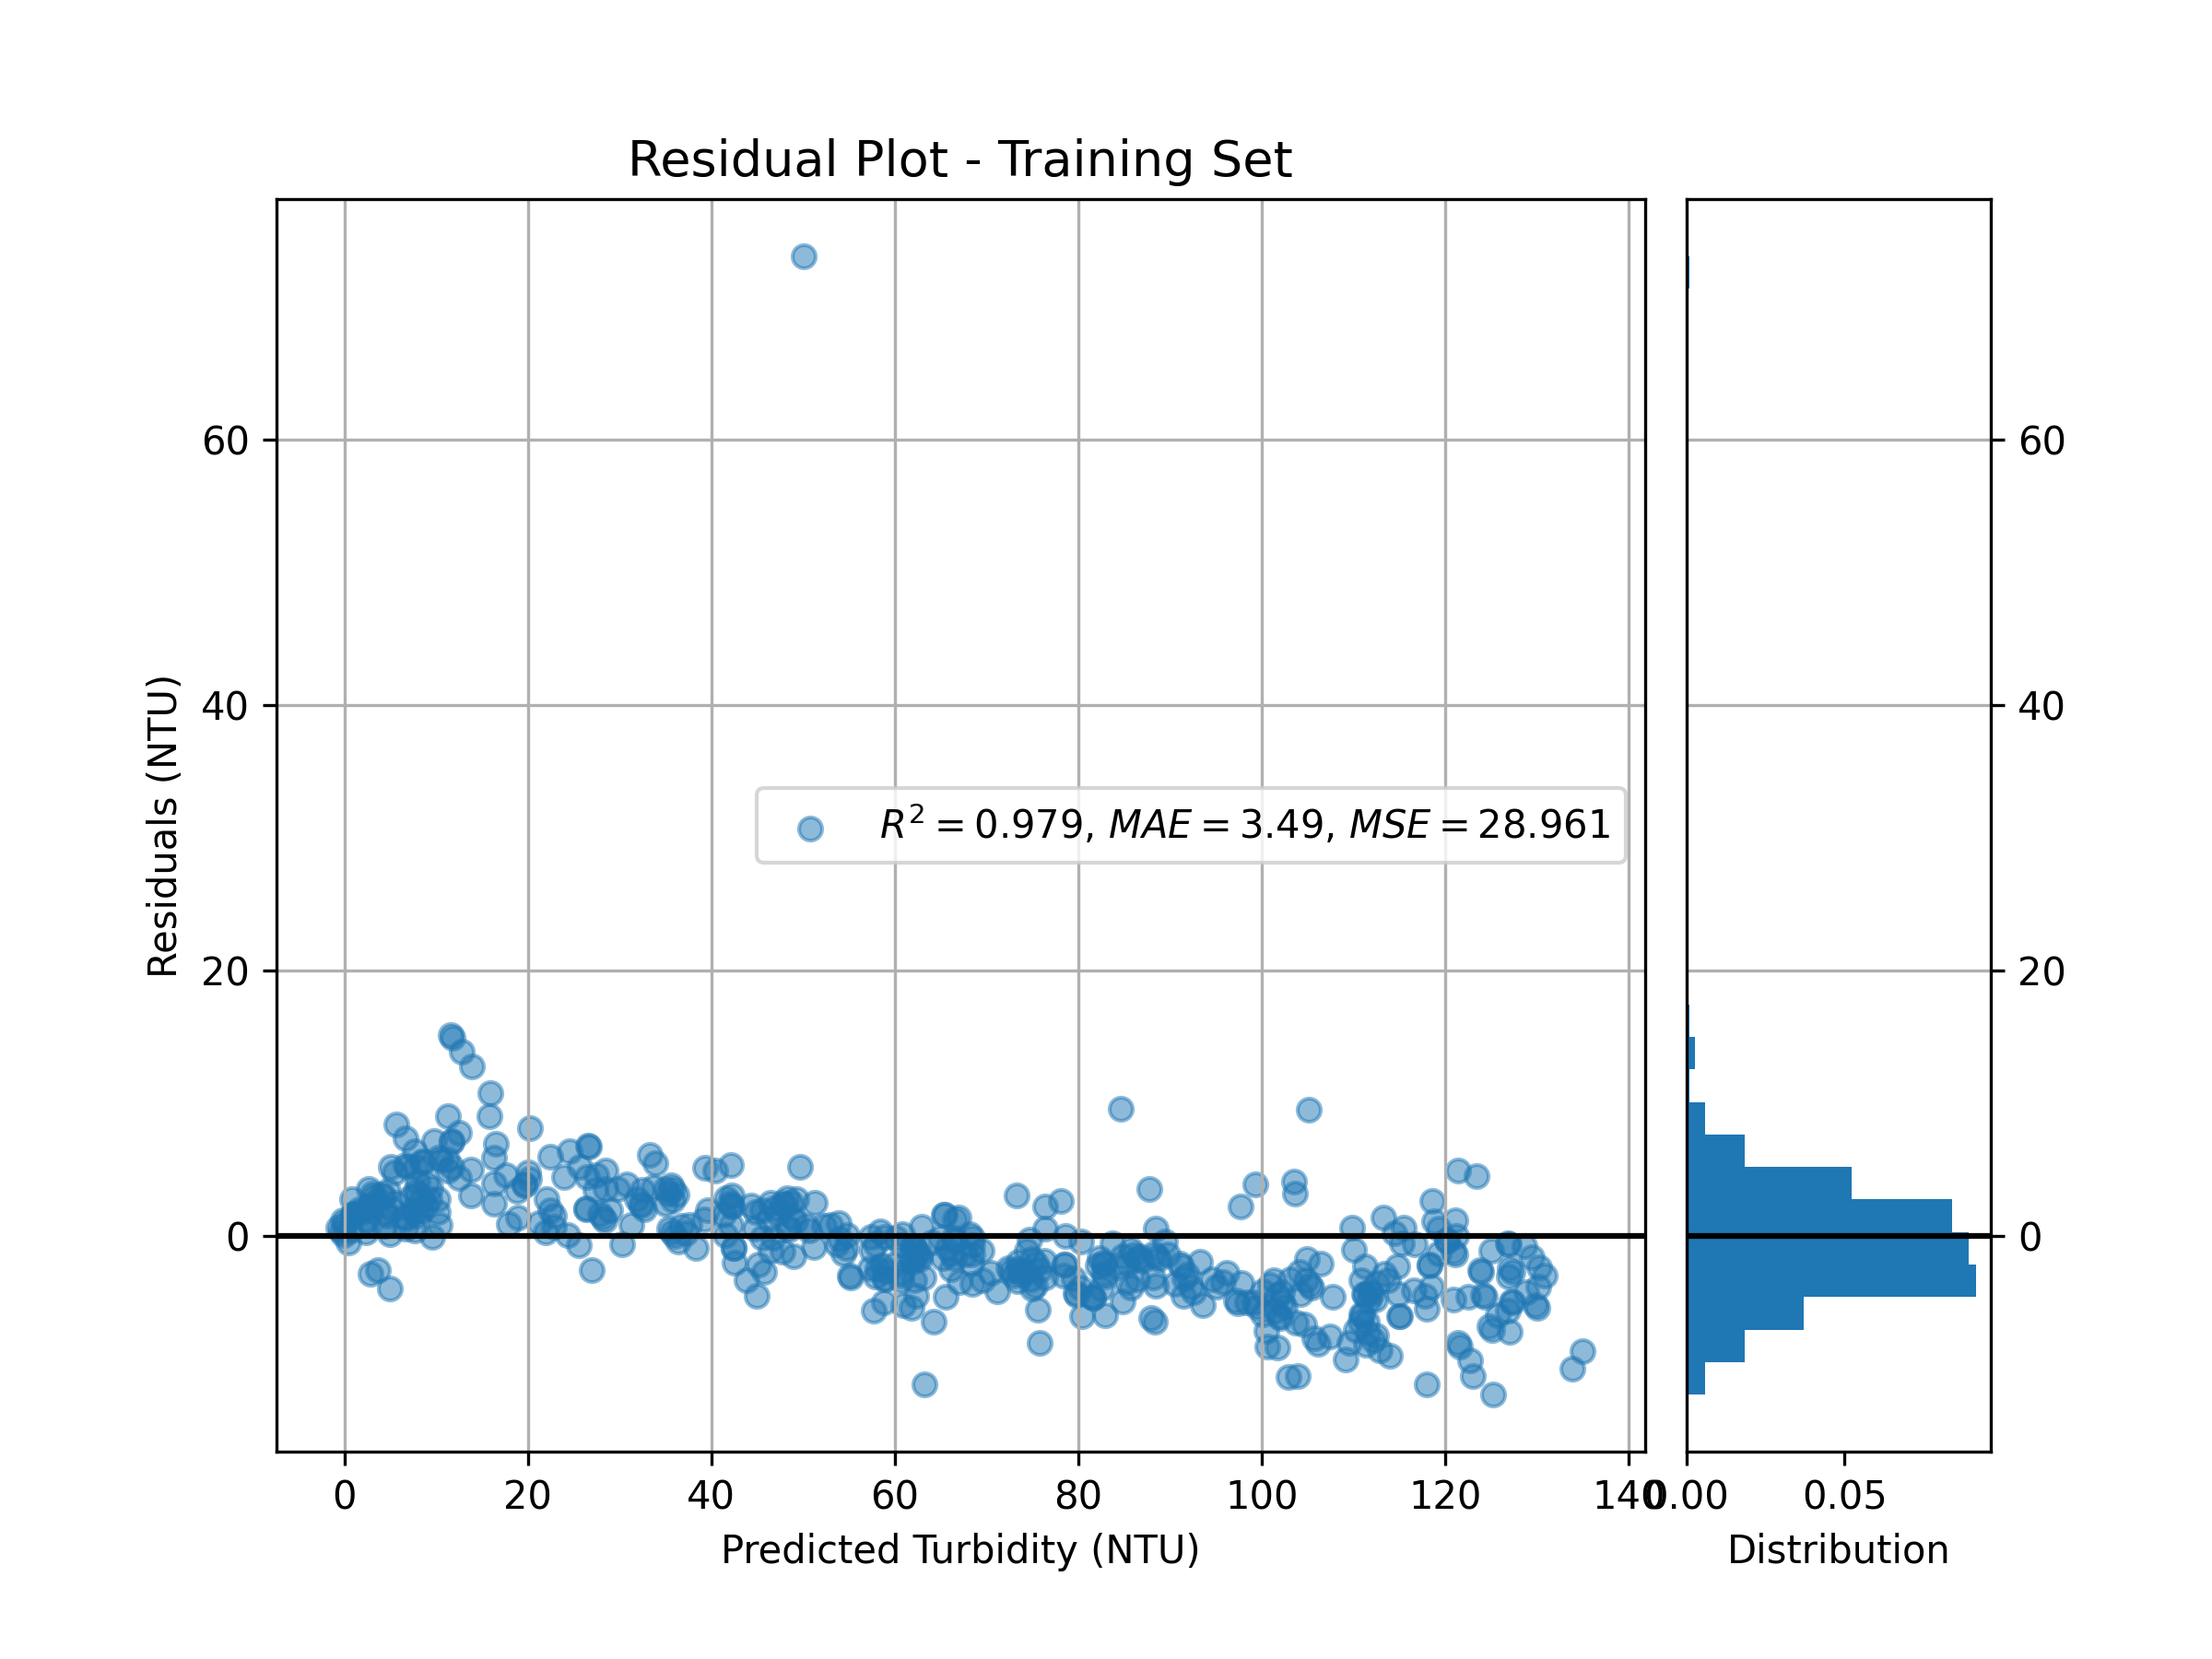 Residual Plot - Training Set
60
40
20
0
Residuals (NTU)
R² = 0.979, MAE = 3.49, MSE = 28.961
0 20 40 60 80 100 120 140
Predicted Turbidity (NTU)
60
40
20
0
0.00 0.05
Distribution